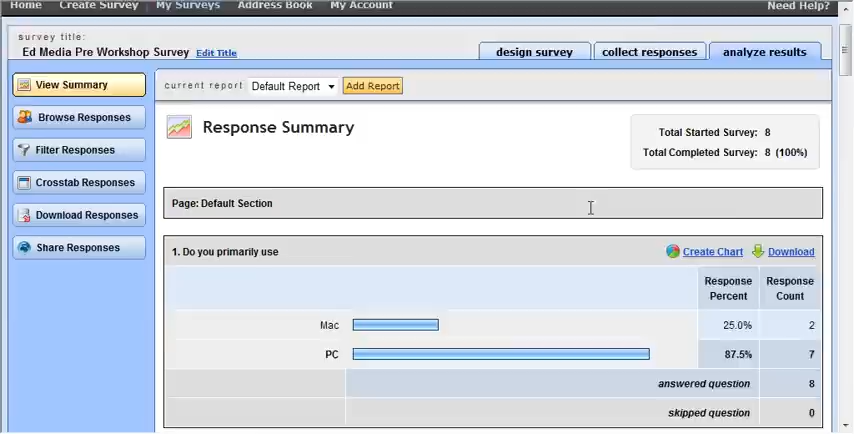 Home Create Survey My Surveys Address Book My Account Need Help?
survey title:
Ed Media Pre Workshop Survey Edit Title
design survey collect responses analyze results
View Summary
Browse Responses
Filter Responses
Crosstab Responses
Download Responses
Share Responses
current report Default Report Add Report
Response Summary
Total Started Survey: 8
Total Completed Survey: 8 (100%)
Page: Default Section
1. Do you primarily use Create Chart Download
Response Percent
Response Count
Mac 25.0% 2
PC 87.5% 7
answered question 8
skipped question 0